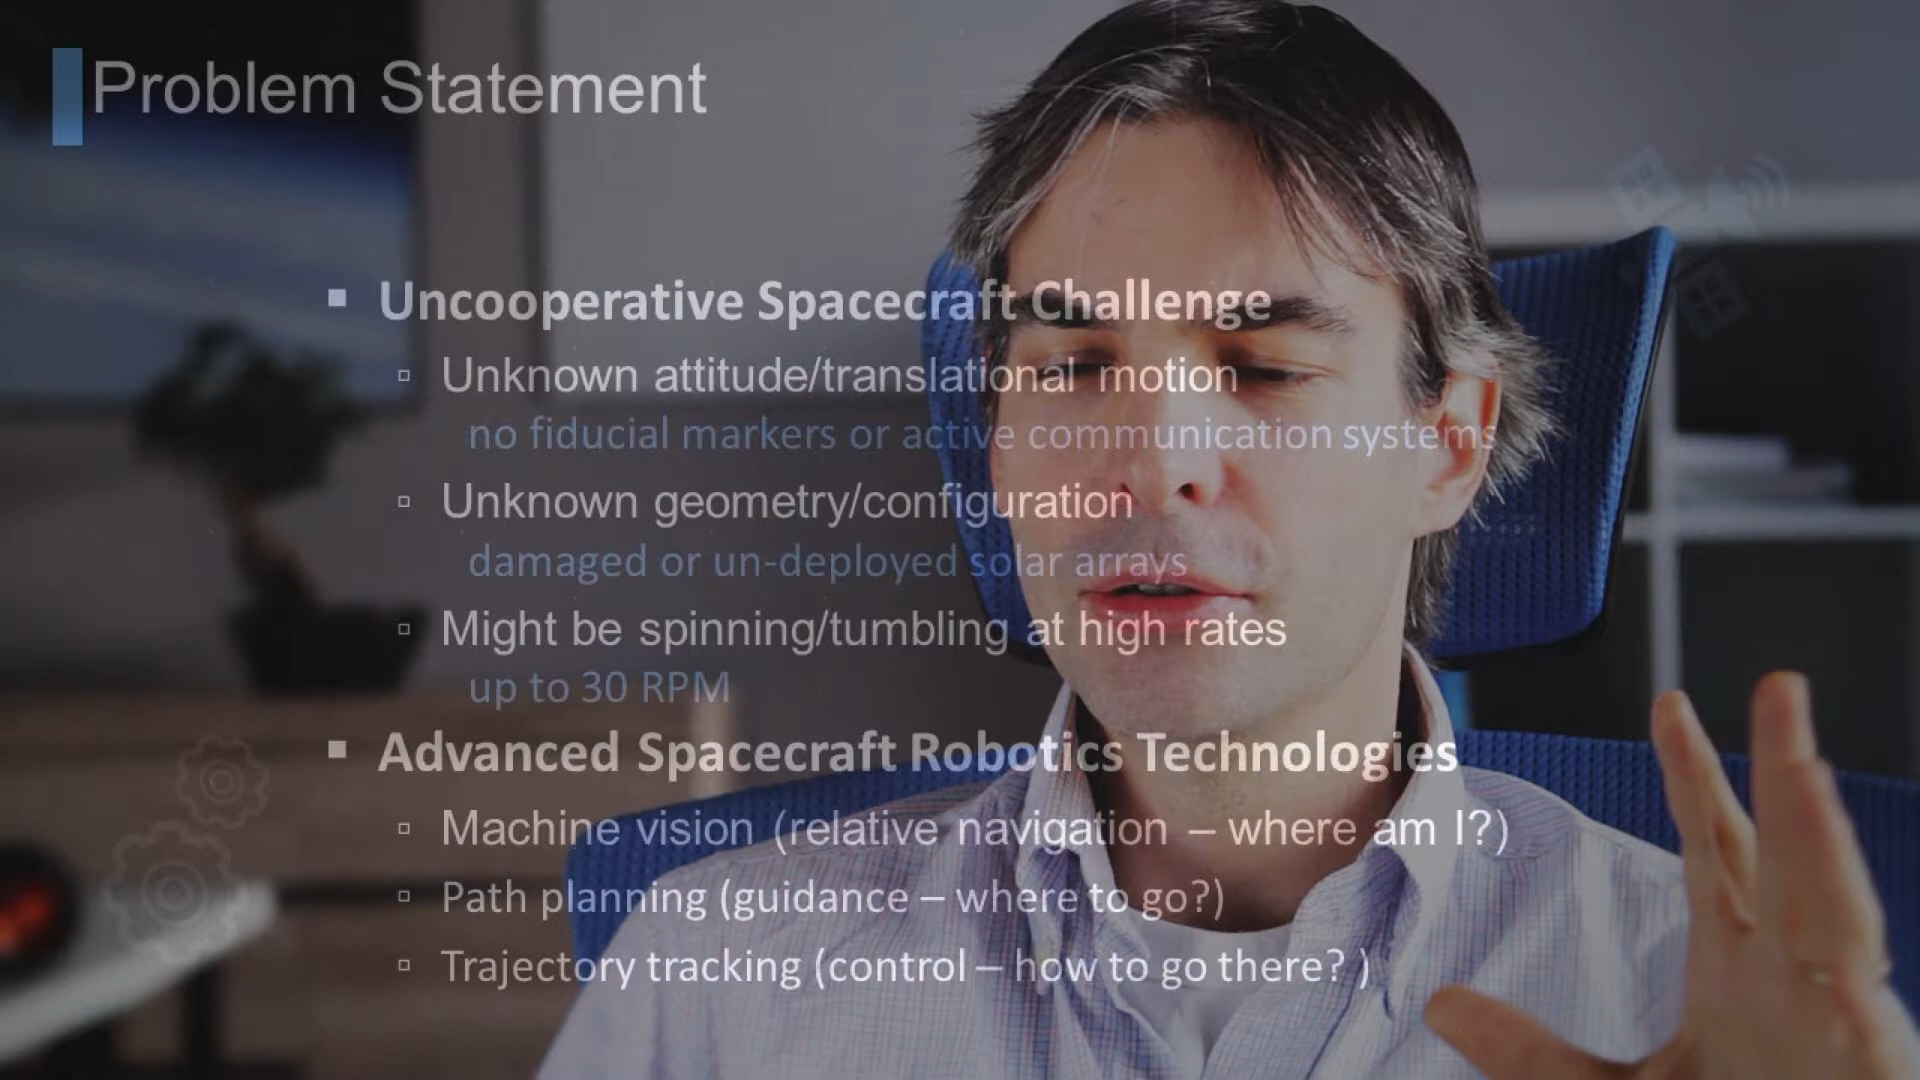 Problem Statement
Uncooperative Spacecraft Challenge
Unknown attitude/translational motion
no fiducial markers or active communication systems
Unknown geometry/configuration
damaged or un-deployed solar arrays
Might be spinning/tumbling at high rates
up to 30 RPM
Advanced Spacecraft Robotics Technologies
Machine vision (relative navigation – where am I?)
Path planning (guidance – where to go?)
Trajectory tracking (control – how to go there? )